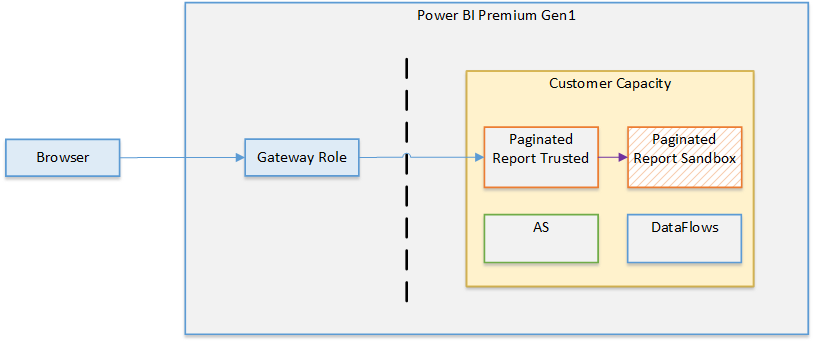 Power BI Premium Gen1
Customer Capacity
Browser
Gateway Role
Paginated
Report Trusted
Paginated
Report Sandbox
AS
DataFlows